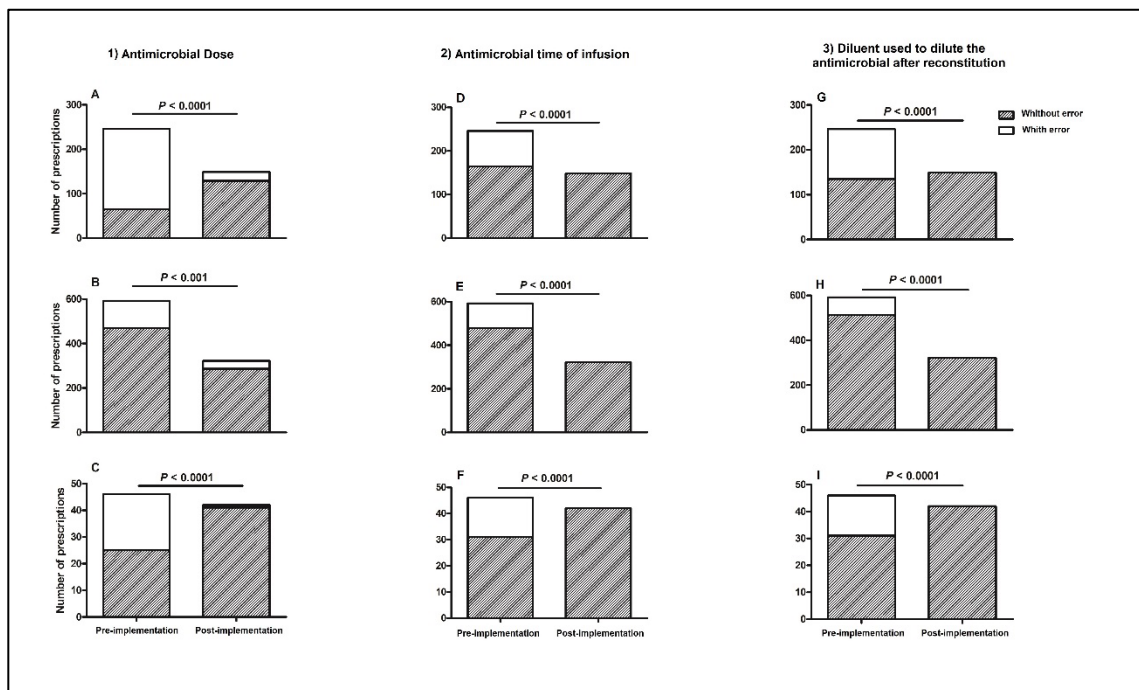 1) Antimicrobial Dose
2) Antimicrobial time of infusion
3) Diluent used to dilute the
antimicrobial after reconstitution
A
P < 0.0001
Number of prescriptions
300
200
100
0
D
P < 0.0001
300
200
100
0
G
P < 0.0001
300
200
100
0
Whithout error
Whith error
B
P < 0.001
Number of prescriptions
600
400
200
0
E
P < 0.0001
600
400
200
0
H
P < 0.0001
600
400
200
0
C
P < 0.0001
Number of prescriptions
50
40
30
20
10
0
Pre-implementation
Post-implementation
F
P < 0.0001
50
40
30
20
10
0
Pre-implementation
Post-implementation
I
P < 0.0001
50
40
30
20
10
0
Pre-implementation
Post-implementation